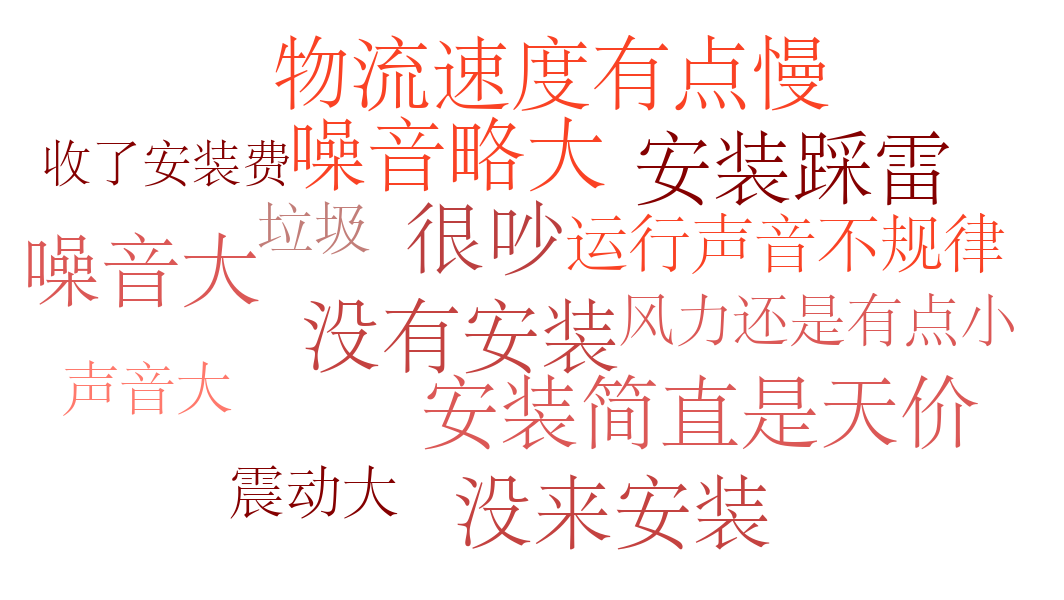 物流速度有点慢
收了安装费
噪音略大
安装踩雷
垃圾
很吵
运行声音不规律
噪音大
没有安装
风力还是有点小
声音大
安装简直是天价
震动大
没来安装